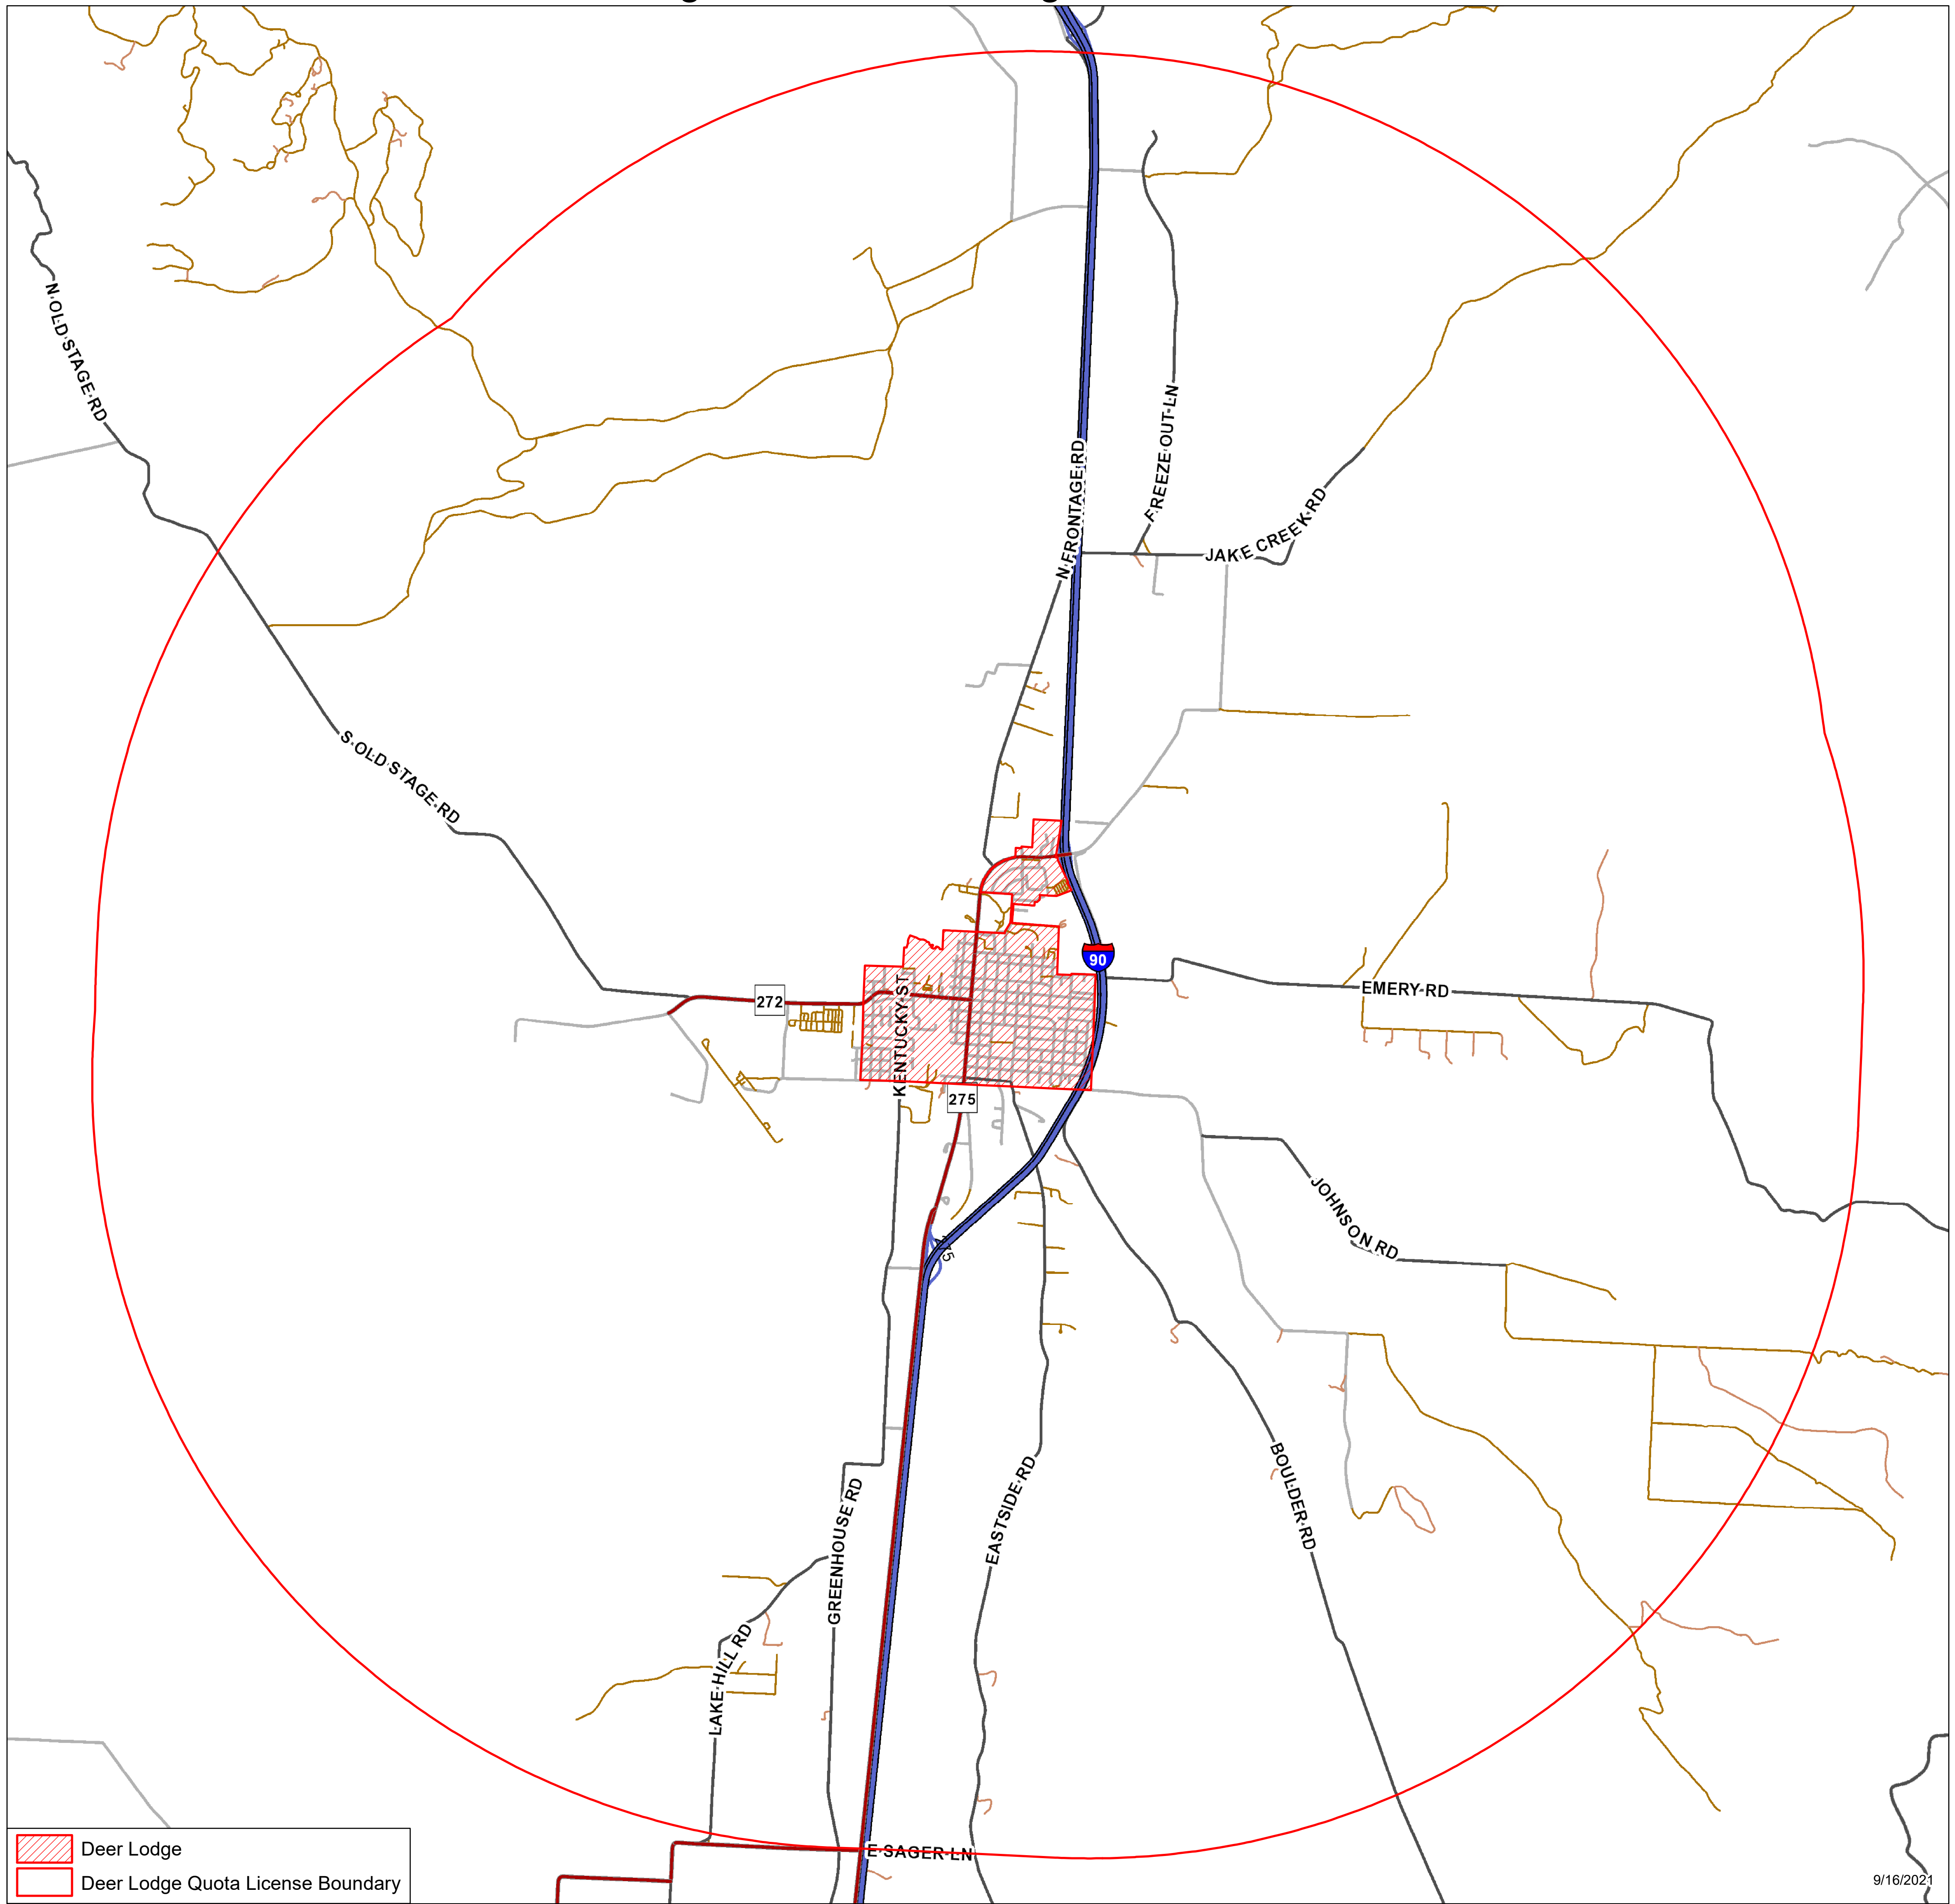 N OLD STAGE RD
N FRONTAGE RD
FREEZE OUT LN
JAKE CREEK RD
S OLD STAGE RD
90
272
EMERY RD
KENTUCKY ST
275
JOHNSON RD
GREENHOUSE RD
EASTSIDE RD
BOULDER RD
LAKE HILL RD
E SAGER LN
Deer Lodge
Deer Lodge Quota License Boundary
9/16/2021